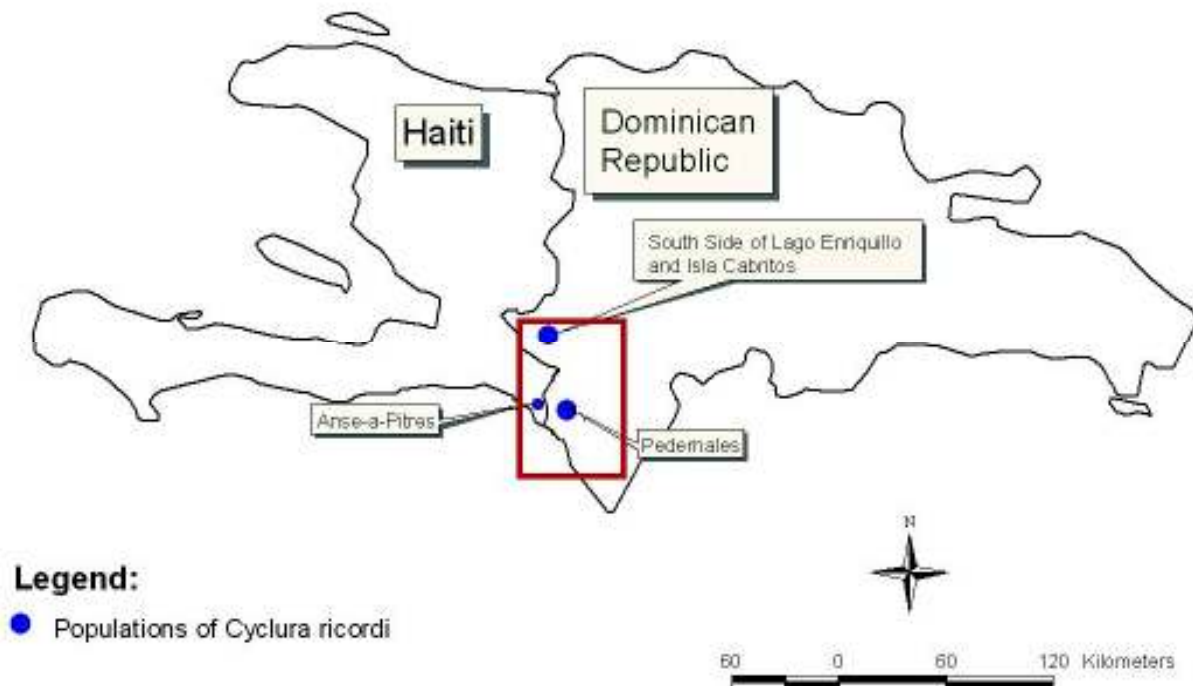 Haiti
Dominican
Republic
South Side of Lago Enriquillo
and Isla Cabritos
Anse-a-Pitres
Pedernales
N
Legend:
Populations of Cyclura ricordi
60 0 60 120 Kilometers